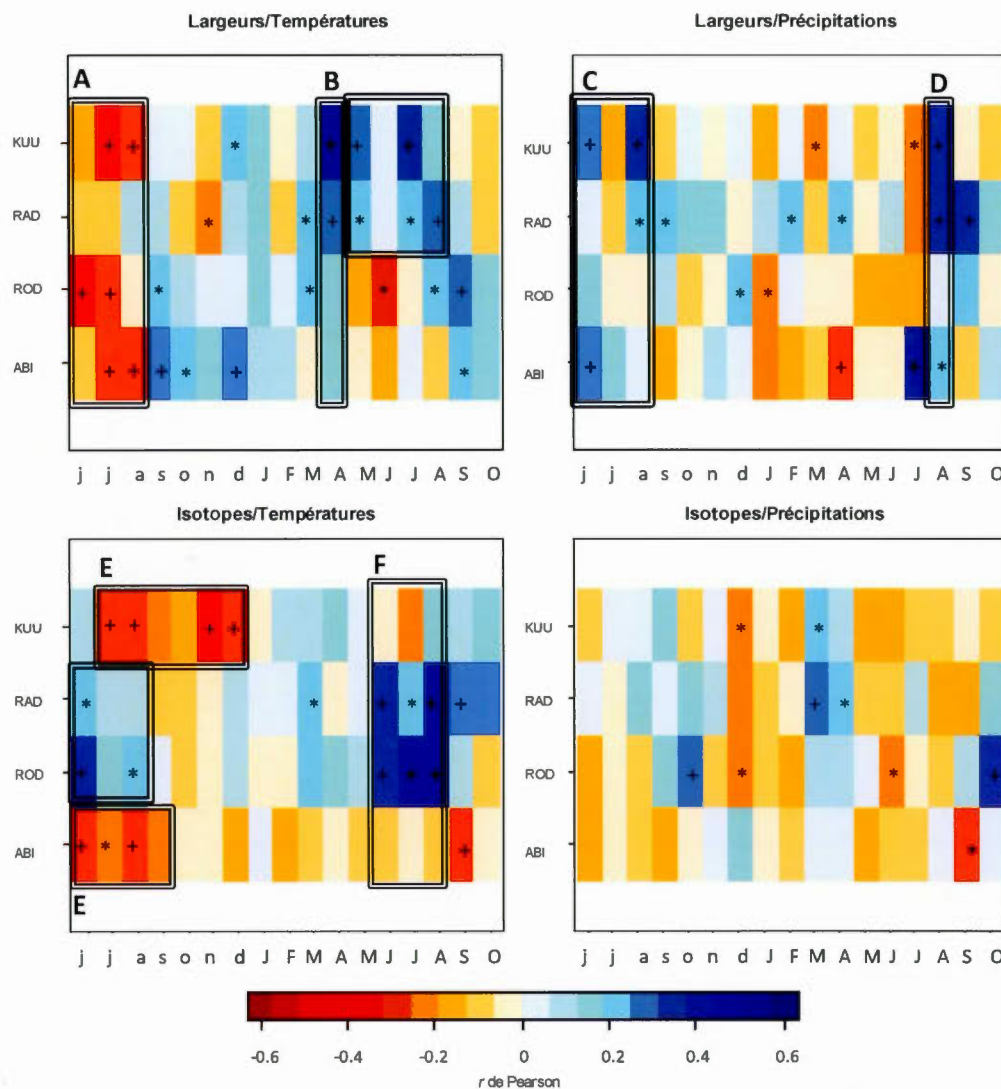 Largeurs/Températures
Largeurs/Précipitations
A
B
C
D
KUU
RAD
ROD
ABI
KUU
RAD
ROD
ABI
j j a s o n d J F M A M J J A S O
j j a s o n d J F M A M J J A S O
Isotopes/Températures
Isotopes/Précipitations
E
F
KUU
RAD
ROD
ABI
E
KUU
RAD
ROD
ABI
j j a s o n d J F M A M J J A S O
j j a s o n d J F M A M J J A S O
-0.6 -0.4 -0.2 0 0.2 0.4 0.6
r de Pearson